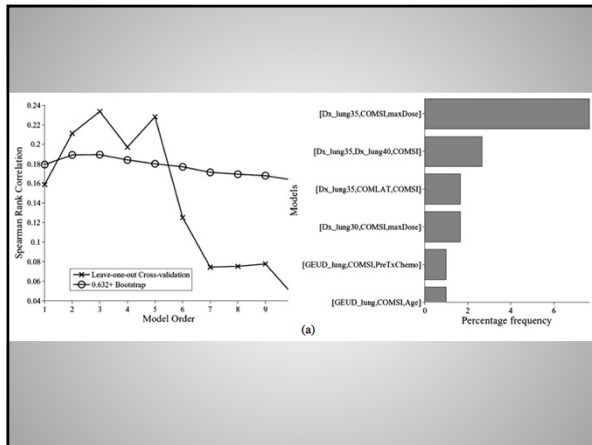 0.24
0.22
0.2
0.18
0.16
0.14
0.12
0.1
0.08
0.06
0.04
Spearman Rank Correlation
Leave-one-out Cross-validation
0.632+ Bootstrap
1 2 3 4 5 6 7 8 9
Model Order
Models
[Dx_lung35,COMSI,maxDose]
[Dx_lung35,Dx_lung40,COMSI]
[Dx_lung35,COMLAT,COMSI]
[Dx_lung30,COMSI,maxDose]
[GEUD_lung,COMSI,PreTxChemo]
[GEUD_lung,COMSI,Age]
0 2 4 6
Percentage frequency
(a)